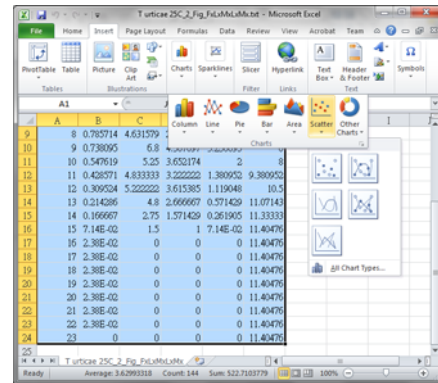 T urticae 25C_2_Fig_FxLxMxLxMx.txt - Microsoft Excel
File Home Insert Page Layout Formulas Data Review View Acrobat Team
PivotTable Table Picture Clip Art Charts Sparklines Slicer Hyperlink Text Box Header & Footer Symbols
Tables Illustrations Filter Links
A1
Column Line Pie Bar Area Scatter Other Charts
Charts
A B C I
9 8 0.785714 4.631579
10 9 0.738095 6.8
11 10 0.547619 5.25 3.652174 2 8
12 11 0.428571 4.833333 3.222222 1.380952 9.380952
13 12 0.309524 5.222222 3.615385 1.119048 10.5
14 13 0.214286 4.8 2.666667 0.571429 11.07143
15 14 0.166667 2.75 1.571429 0.261905 11.33333
16 15 7.14E-02 1.5 1 7.14E-02 11.40476
17 16 2.38E-02 0 0 0 11.40476
18 17 2.38E-02 0 0 0 11.40476
19 18 2.38E-02 0 0 0 11.40476
20 19 2.38E-02 0 0 0 11.40476
21 20 2.38E-02 0 0 0 11.40476
22 21 2.38E-02 0 0 0 11.40476
23 22 2.38E-02 0 0 0 11.40476
24 23 0 0 0 0 11.40476
25
All Chart Types...
T urticae 25C_2_Fig_FxLxMxLxMx
Ready Average: 3.62993318 Count: 144 Sum: 522.7103779 100%